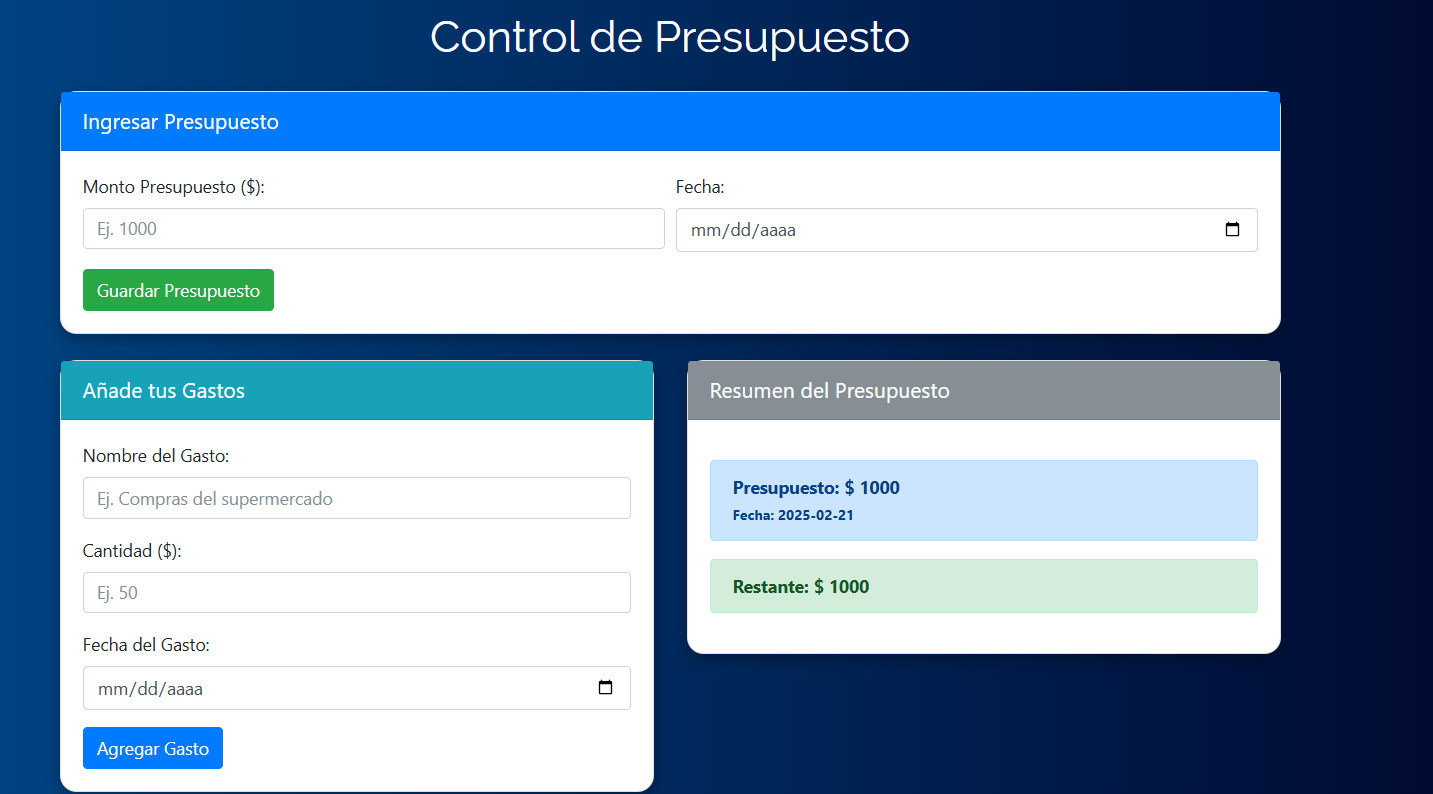 Control de Presupuesto
Ingresar Presupuesto
Monto Presupuesto ($):
Fecha:
Ej. 1000
mm/dd/aaaa
Guardar Presupuesto
Añade tus Gastos
Nombre del Gasto:
Ej. Compras del supermercado
Cantidad ($):
Ej. 50
Fecha del Gasto:
mm/dd/aaaa
Agregar Gasto
Resumen del Presupuesto
Presupuesto: $ 1000
Fecha: 2025-02-21
Restante: $ 1000